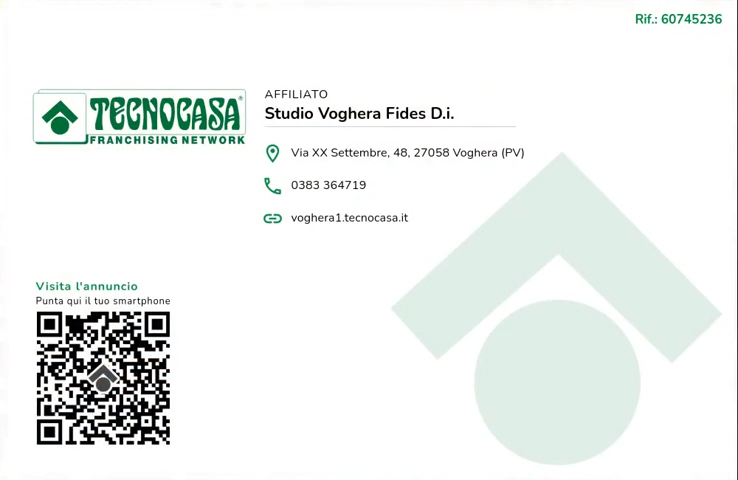 Rif.: 60745236
TECNOCASA®
FRANCHISING NETWORK
AFFILIATO
Studio Voghera Fides D.i.
Via XX Settembre, 48, 27058 Voghera (PV)
0383 364719
voghera1.tecnocasa.it
Visita l'annuncio
Punta qui il tuo smartphone